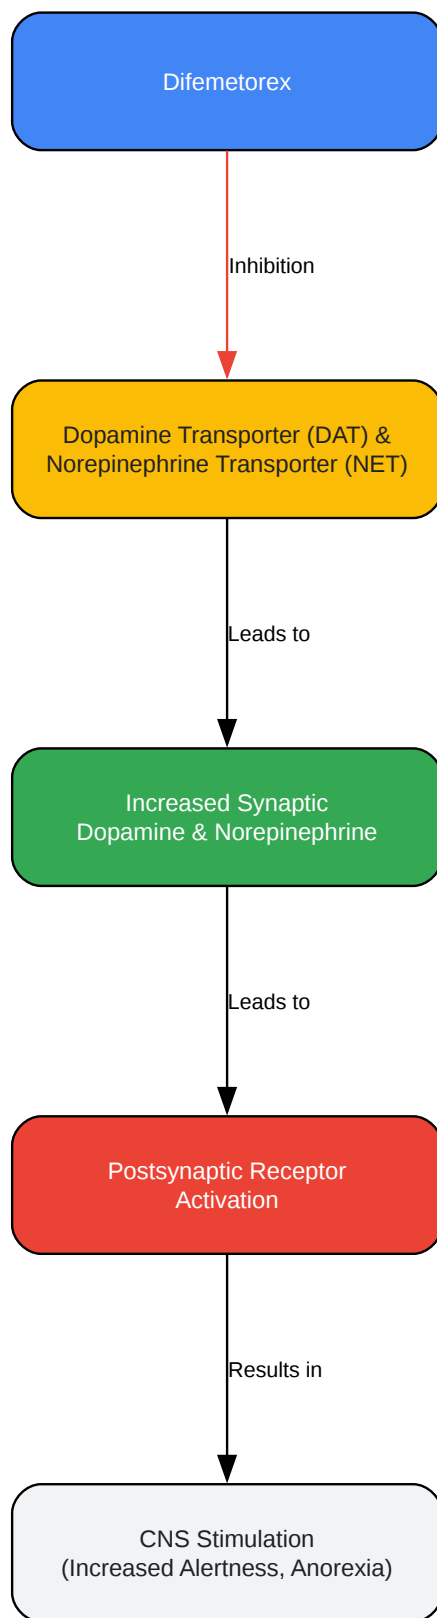 Difemetorex
Inhibition
Dopamine Transporter (DAT) &
Norepinephrine Transporter (NET)
Leads to
Increased Synaptic
Dopamine & Norepinephrine
Leads to
Postsynaptic Receptor
Activation
Results in
CNS Stimulation
(Increased Alertness, Anorexia)